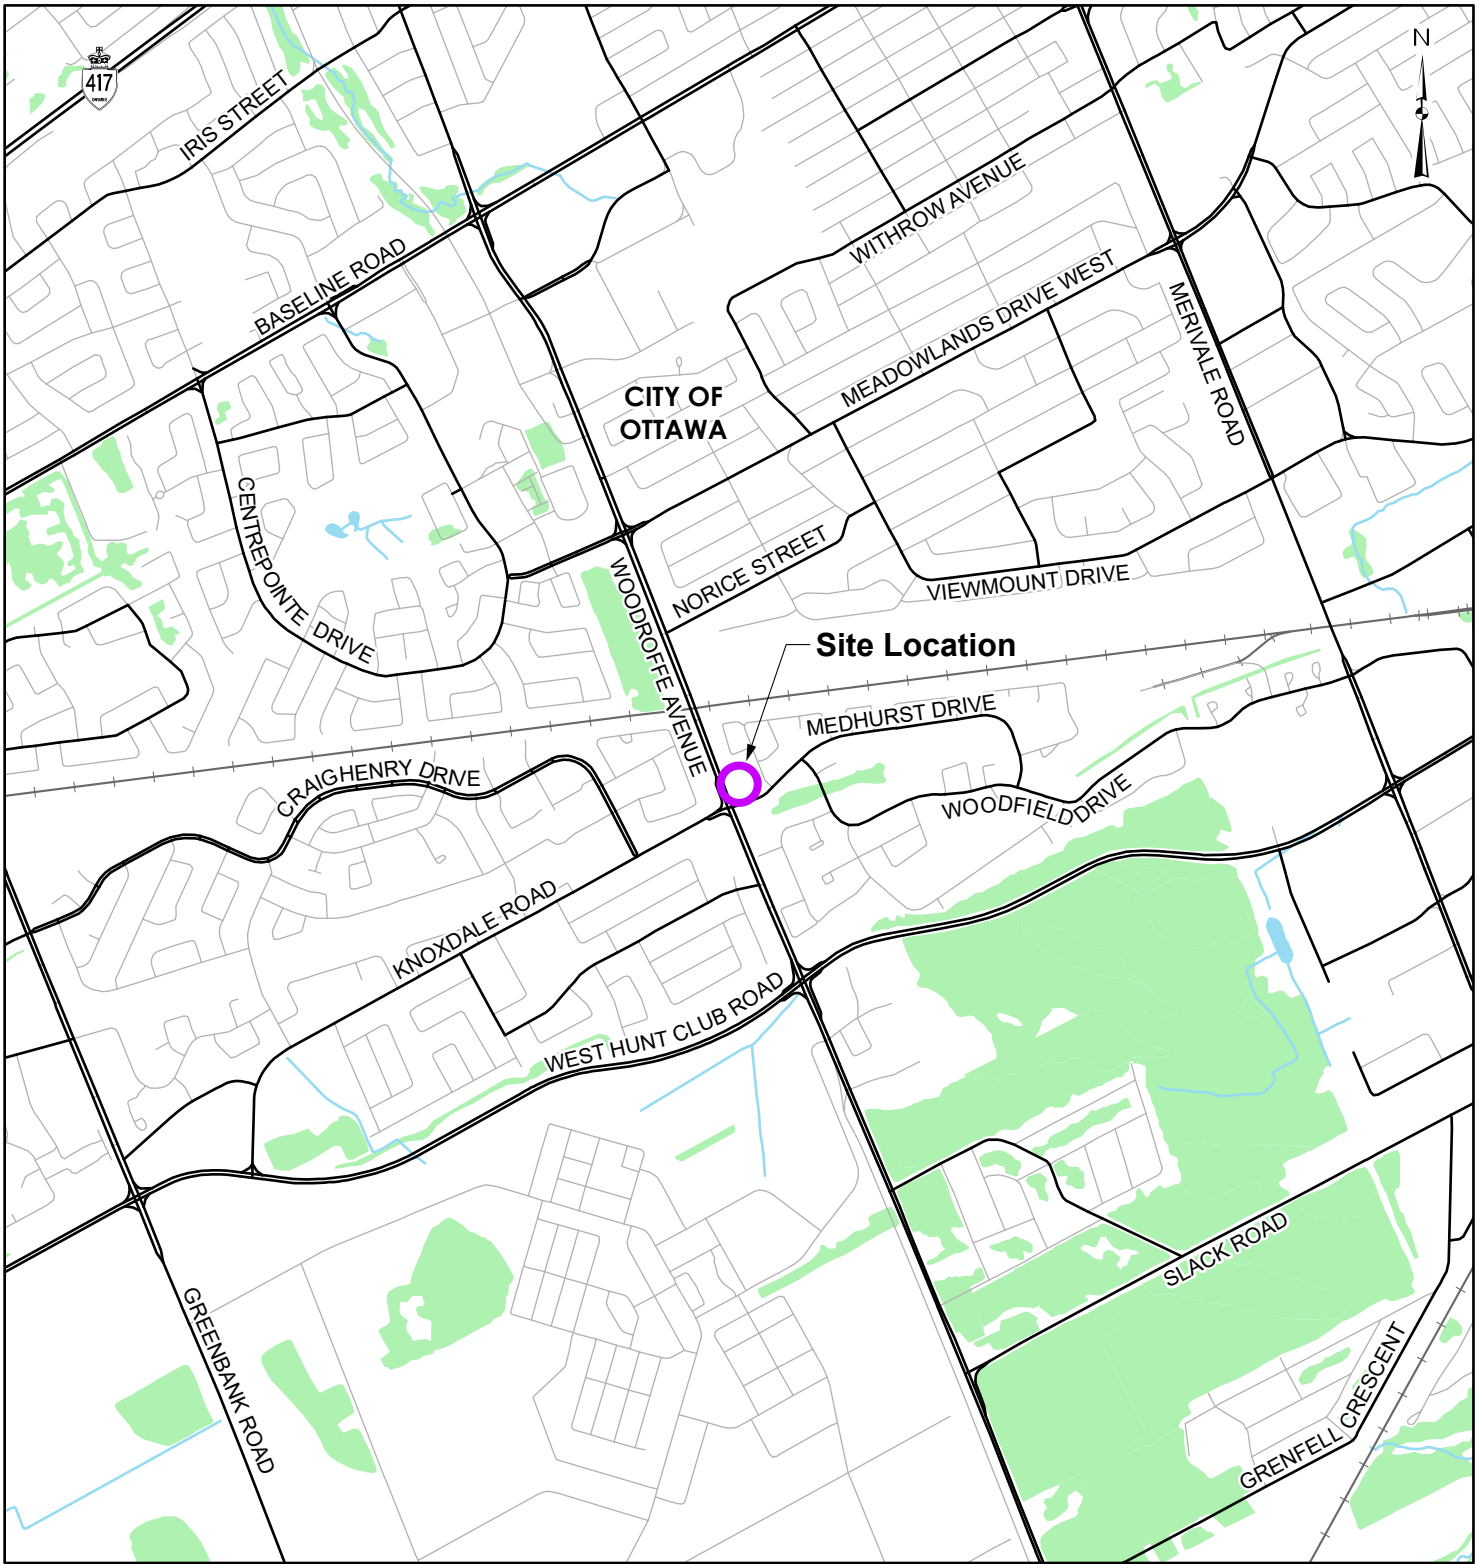 N
417
ONTARIO
IRIS STREET
WITHROW AVENUE
BASELINE ROAD
MEADOWLANDS DRIVE WEST
MERIVALE ROAD
CITY OF
OTTAWA
CENTREPOINTE DRIVE
NORICE STREET
VIEWMOUNT DRIVE
WOODROFFE AVENUE
Site Location
MEDHURST DRIVE
CRAIGHENRY DRIVE
WOODFIELD DRIVE
KNOXDALE ROAD
WEST HUNT CLUB ROAD
SLACK ROAD
GREENBANK ROAD
GRENFELL CRESCENT